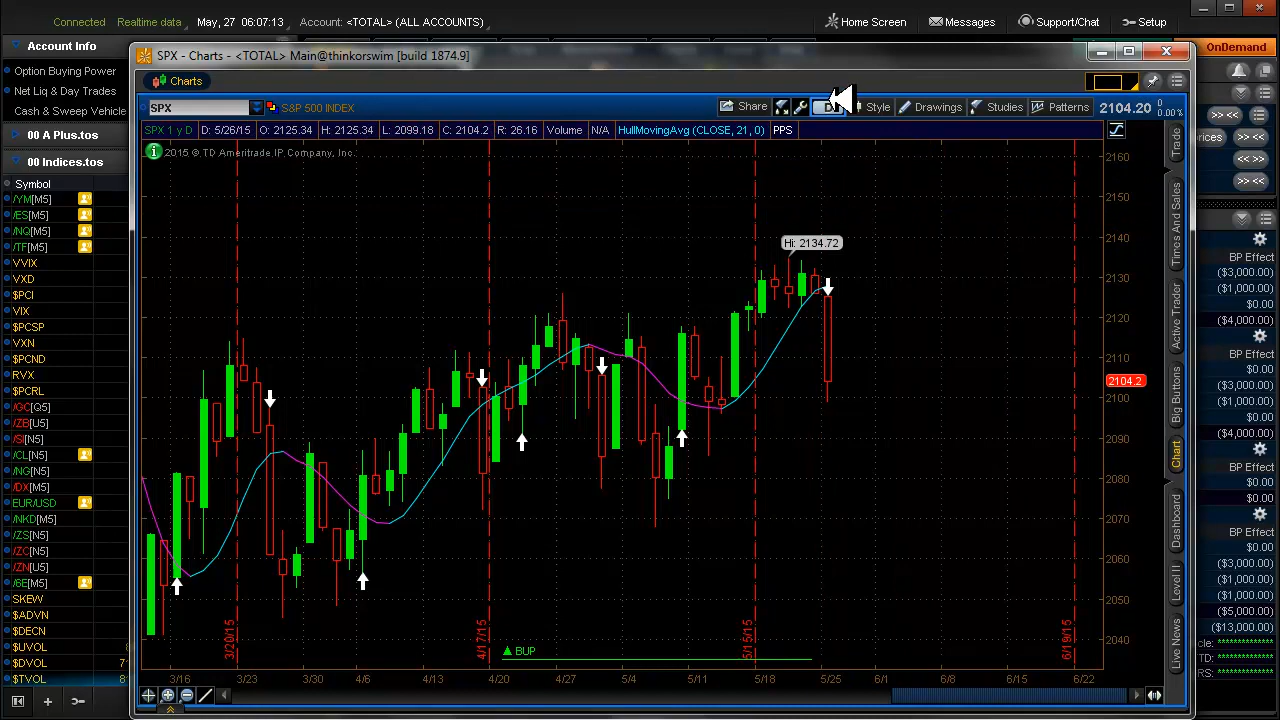 Connected Realtime data May, 27 06:07:13 Account: <TOTAL> (ALL ACCOUNTS) Home Screen Messages Support/Chat Setup
Account Info
Option Buying Power
Net Liq & Day Trades
Cash & Sweep Vehicle
00 A Plus.tos
00 Indices.tos
Symbol
/YM[M5]
/ES[M5]
/NQ[M5]
/TF[M5]
VVIX
VXD
$PCI
VIX
$PCSP
VXN
$PCND
RVX
$PCRL
/GC[Q5]
/ZB[U5]
/SI[N5]
/CL[N5]
/NG[N5]
/DX[M5]
EUR/USD
/NKD[M5]
/ZS[N5]
/ZC[N5]
/ZN[U5]
/6E[M5]
SKEW
$ADVN
$DECN
$UVOL
$DVOL 7
$TVOL 8
SPX - Charts - <TOTAL> Main@thinkorswim [build 1874.9]
Charts
SPX S&P 500 INDEX Share D Style Drawings Studies Patterns 2104.20 0 0.00%
SPX 1 y D D: 5/26/15 O: 2125.34 H: 2125.34 L: 2099.18 C: 2104.2 R: 26.16 Volume N/A HullMovingAvg (CLOSE, 21, 0) PPS
2015 © TD Ameritrade IP Company, Inc.
Hi: 2134.72
2160
2150
2140
2130
2120
2110
2104.2
2100
2090
2080
2070
2060
2050
2040
3/20/15
4/17/15
5/15/15
6/19/15
BUP
3/16 3/23 3/30 4/6 4/13 4/20 4/27 5/4 5/11 5/18 5/25 6/1 6/8 6/15 6/22
Trade
Times And Sales
Active Trader
Big Buttons
Chart
Dashboard
Level II
Live News
OnDemand
BP Effect
($3,000.00)
($1,000.00)
$0.00
($4,000.00)
BP Effect
$0.00
($3,000.00)
$0.00
($1,000.00)
$0.00
($4,000.00)
BP Effect
$0.00
$0.00
BP Effect
$0.00
($3,000.00)
($1,000.00)
($1,000.00)
($5,000.00)
($13,000.00)